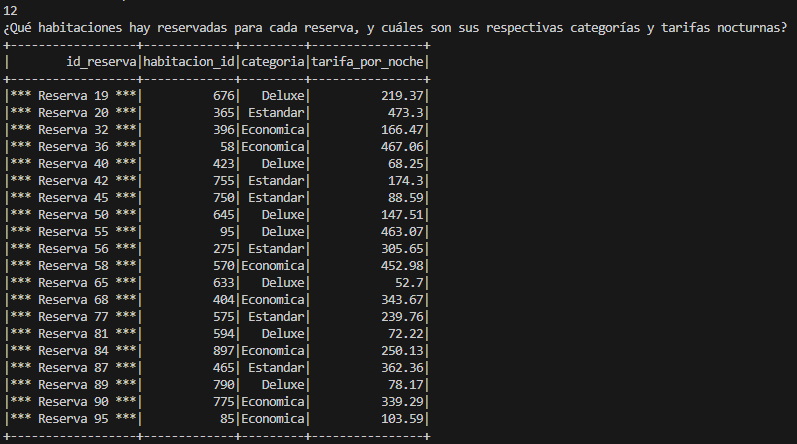 12
¿Qué habitaciones hay reservadas para cada reserva, y cuáles son sus respectivas categorías y tarifas nocturnas?
+------------------+-------------+---------+----------------+
|        id_reserva|habitacion_id|categoria|tarifa_por_noche|
+------------------+-------------+---------+----------------+
|*** Reserva 19 ***|          676|   Deluxe|          219.37|
|*** Reserva 20 ***|          365| Estandar|           473.3|
|*** Reserva 32 ***|          396|Economica|          166.47|
|*** Reserva 36 ***|           58|Economica|          467.06|
|*** Reserva 40 ***|          423|   Deluxe|           68.25|
|*** Reserva 42 ***|          755| Estandar|           174.3|
|*** Reserva 45 ***|          750| Estandar|           88.59|
|*** Reserva 50 ***|          645|   Deluxe|          147.51|
|*** Reserva 55 ***|           95|   Deluxe|          463.07|
|*** Reserva 56 ***|          275| Estandar|          305.65|
|*** Reserva 58 ***|          570|Economica|          452.98|
|*** Reserva 65 ***|          633|   Deluxe|            52.7|
|*** Reserva 68 ***|          404|Economica|          343.67|
|*** Reserva 77 ***|          575| Estandar|          239.76|
|*** Reserva 81 ***|          594|   Deluxe|           72.22|
|*** Reserva 84 ***|          897|Economica|          250.13|
|*** Reserva 87 ***|          465| Estandar|          362.36|
|*** Reserva 89 ***|          790|   Deluxe|           78.17|
|*** Reserva 90 ***|          775|Economica|          339.29|
|*** Reserva 95 ***|           85|Economica|          103.59|
+------------------+-------------+---------+----------------+